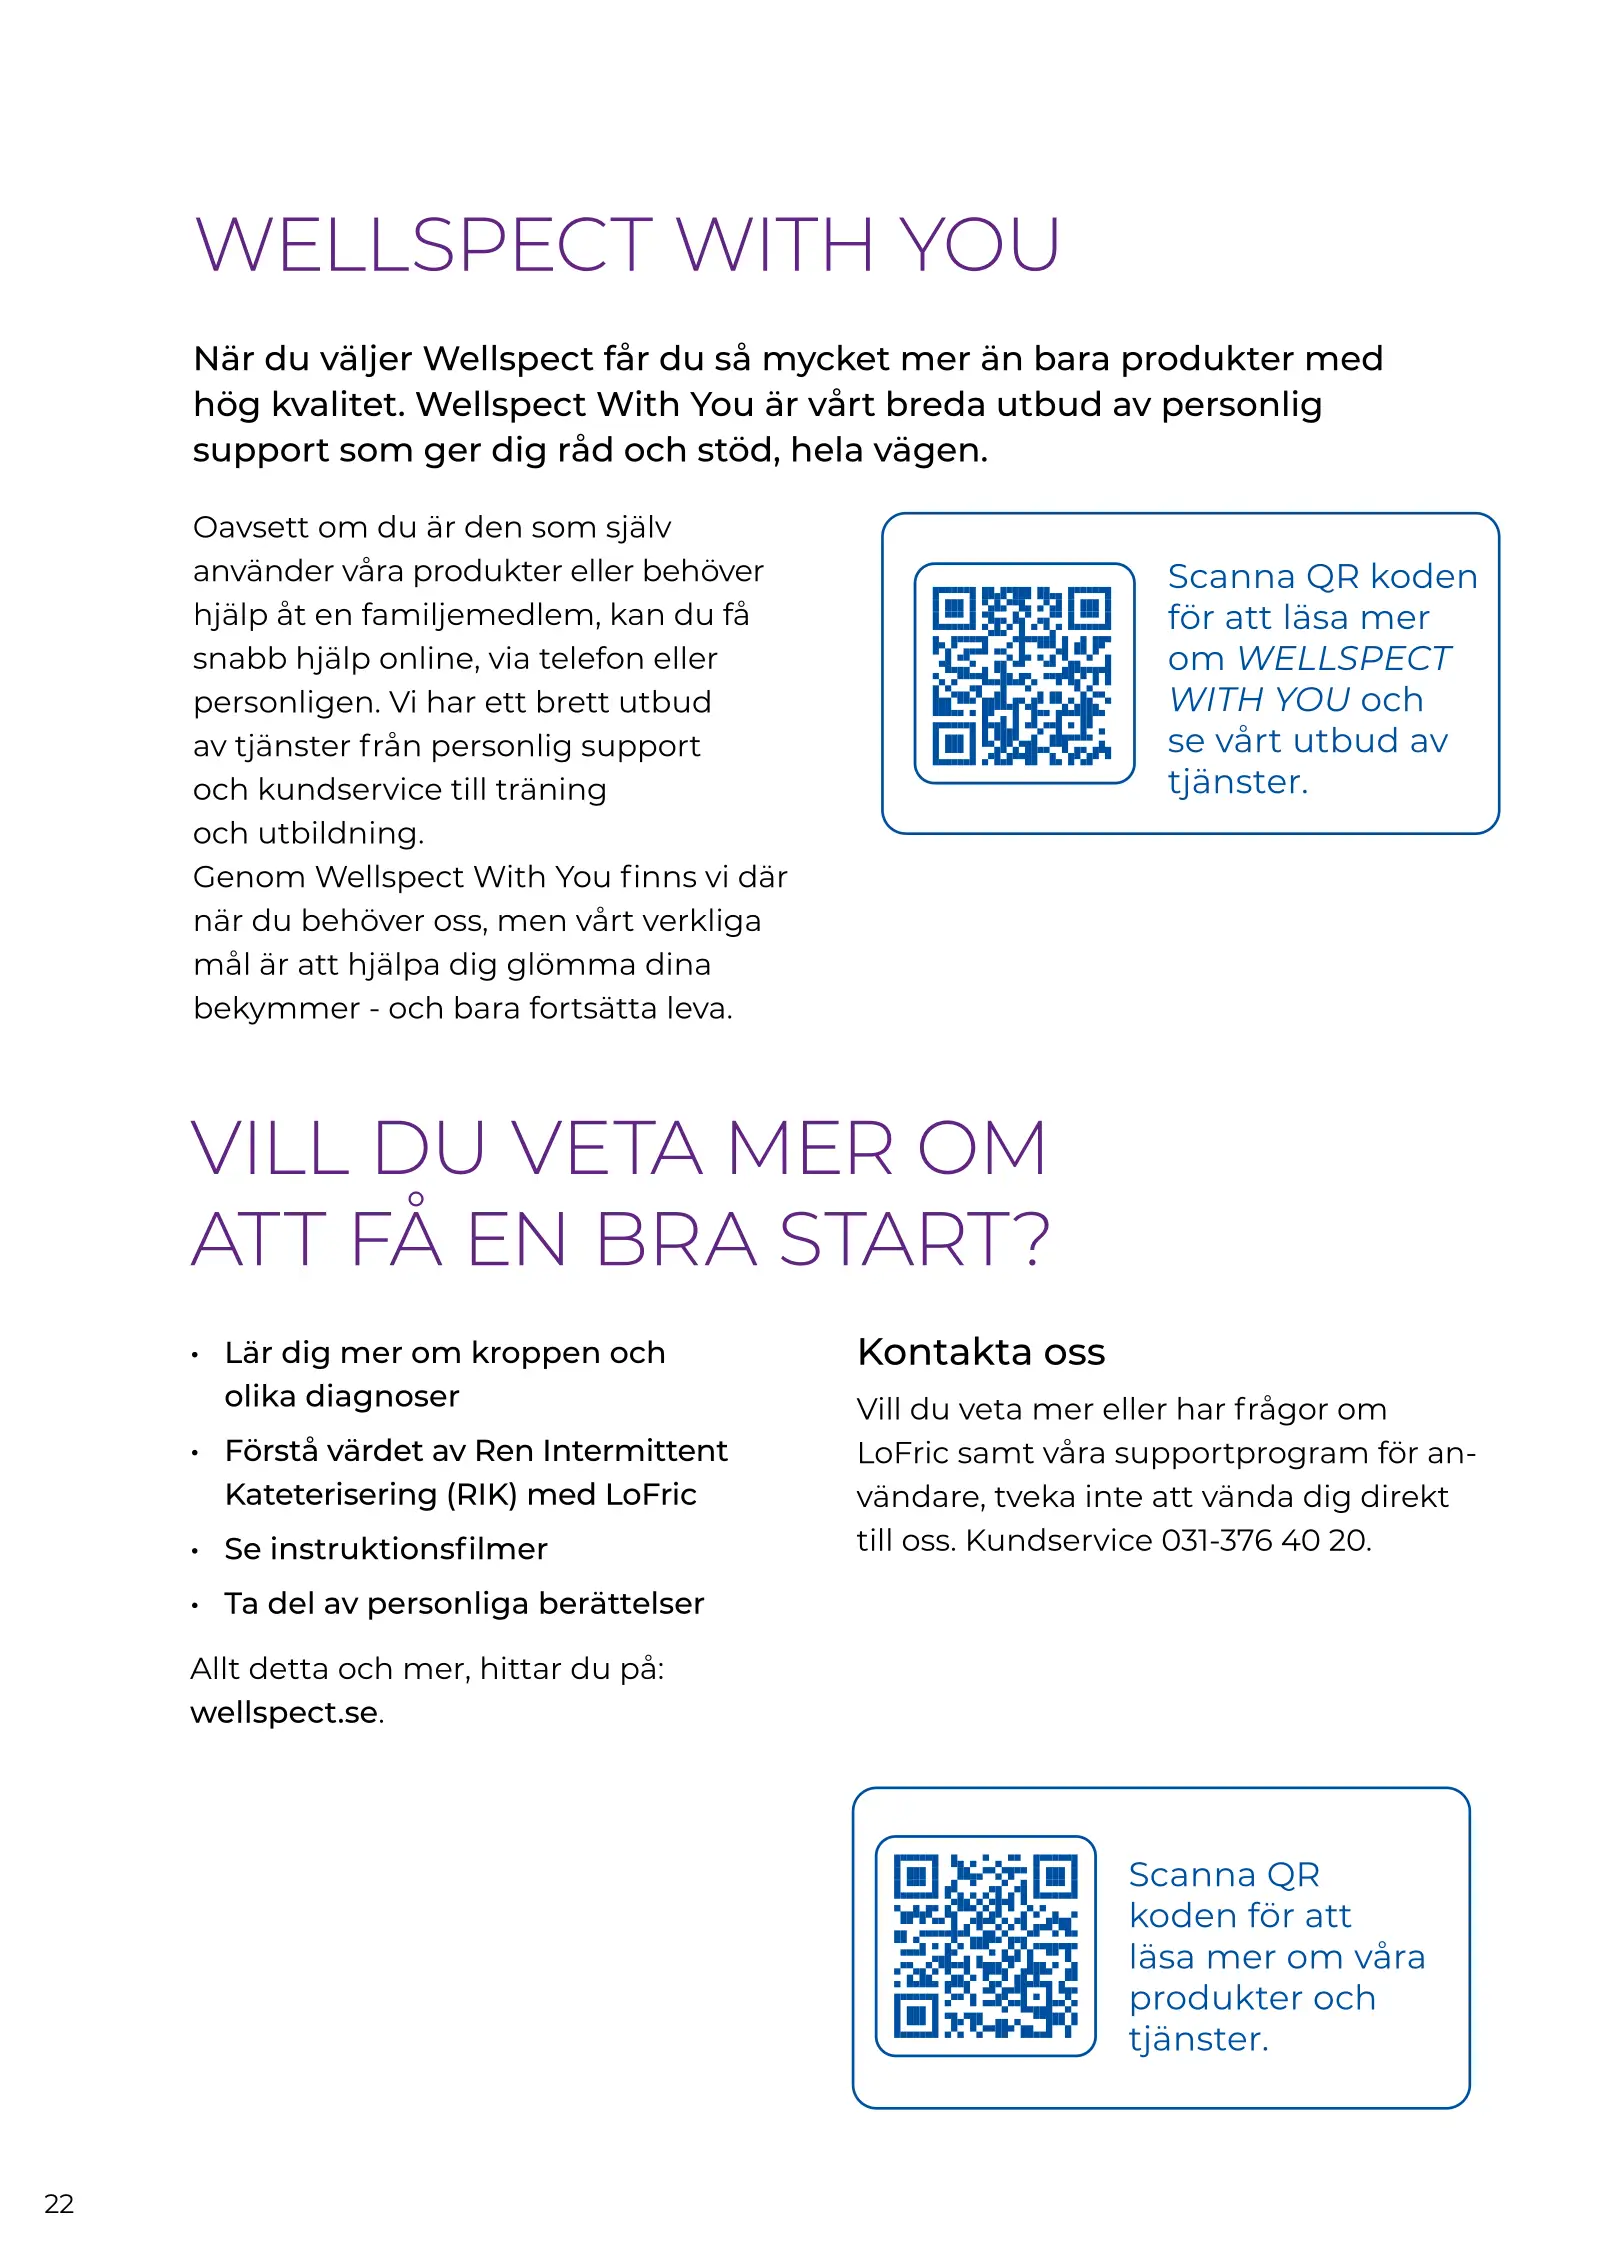 WELLSPECT WITH YOU
När du väljer Wellspect får du så mycket mer än bara produkter med
hög kvalitet. Wellspect With You är vårt breda utbud av personlig
support som ger dig råd och stöd, hela vägen.
Oavsett om du är den som själv
använder våra produkter eller behöver
hjälp åt en familjemedlem, kan du få
snabb hjälp online, via telefon eller
personligen. Vi har ett brett utbud
av tjänster från personlig support
och kundservice till träning
och utbildning.
Genom Wellspect With You finns vi där
när du behöver oss, men vårt verkliga
mål är att hjälpa dig glömma dina
bekymmer - och bara fortsätta leva.
Scanna QR koden
för att läsa mer
om WELLSPECT
WITH YOU och
se vårt utbud av
tjänster.
VILL DU VETA MER OM
ATT FÅ EN BRA START?
• Lär dig mer om kroppen och
olika diagnoser
• Förstå värdet av Ren Intermittent
Kateterisering (RIK) med LoFric
• Se instruktionsfilmer
• Ta del av personliga berättelser
Allt detta och mer, hittar du på:
wellspect.se.
Kontakta oss
Vill du veta mer eller har frågor om
LoFric samt våra supportprogram för an-
vändare, tveka inte att vända dig direkt
till oss. Kundservice 031-376 40 20.
Scanna QR
koden för att
läsa mer om våra
produkter och
tjänster.
22